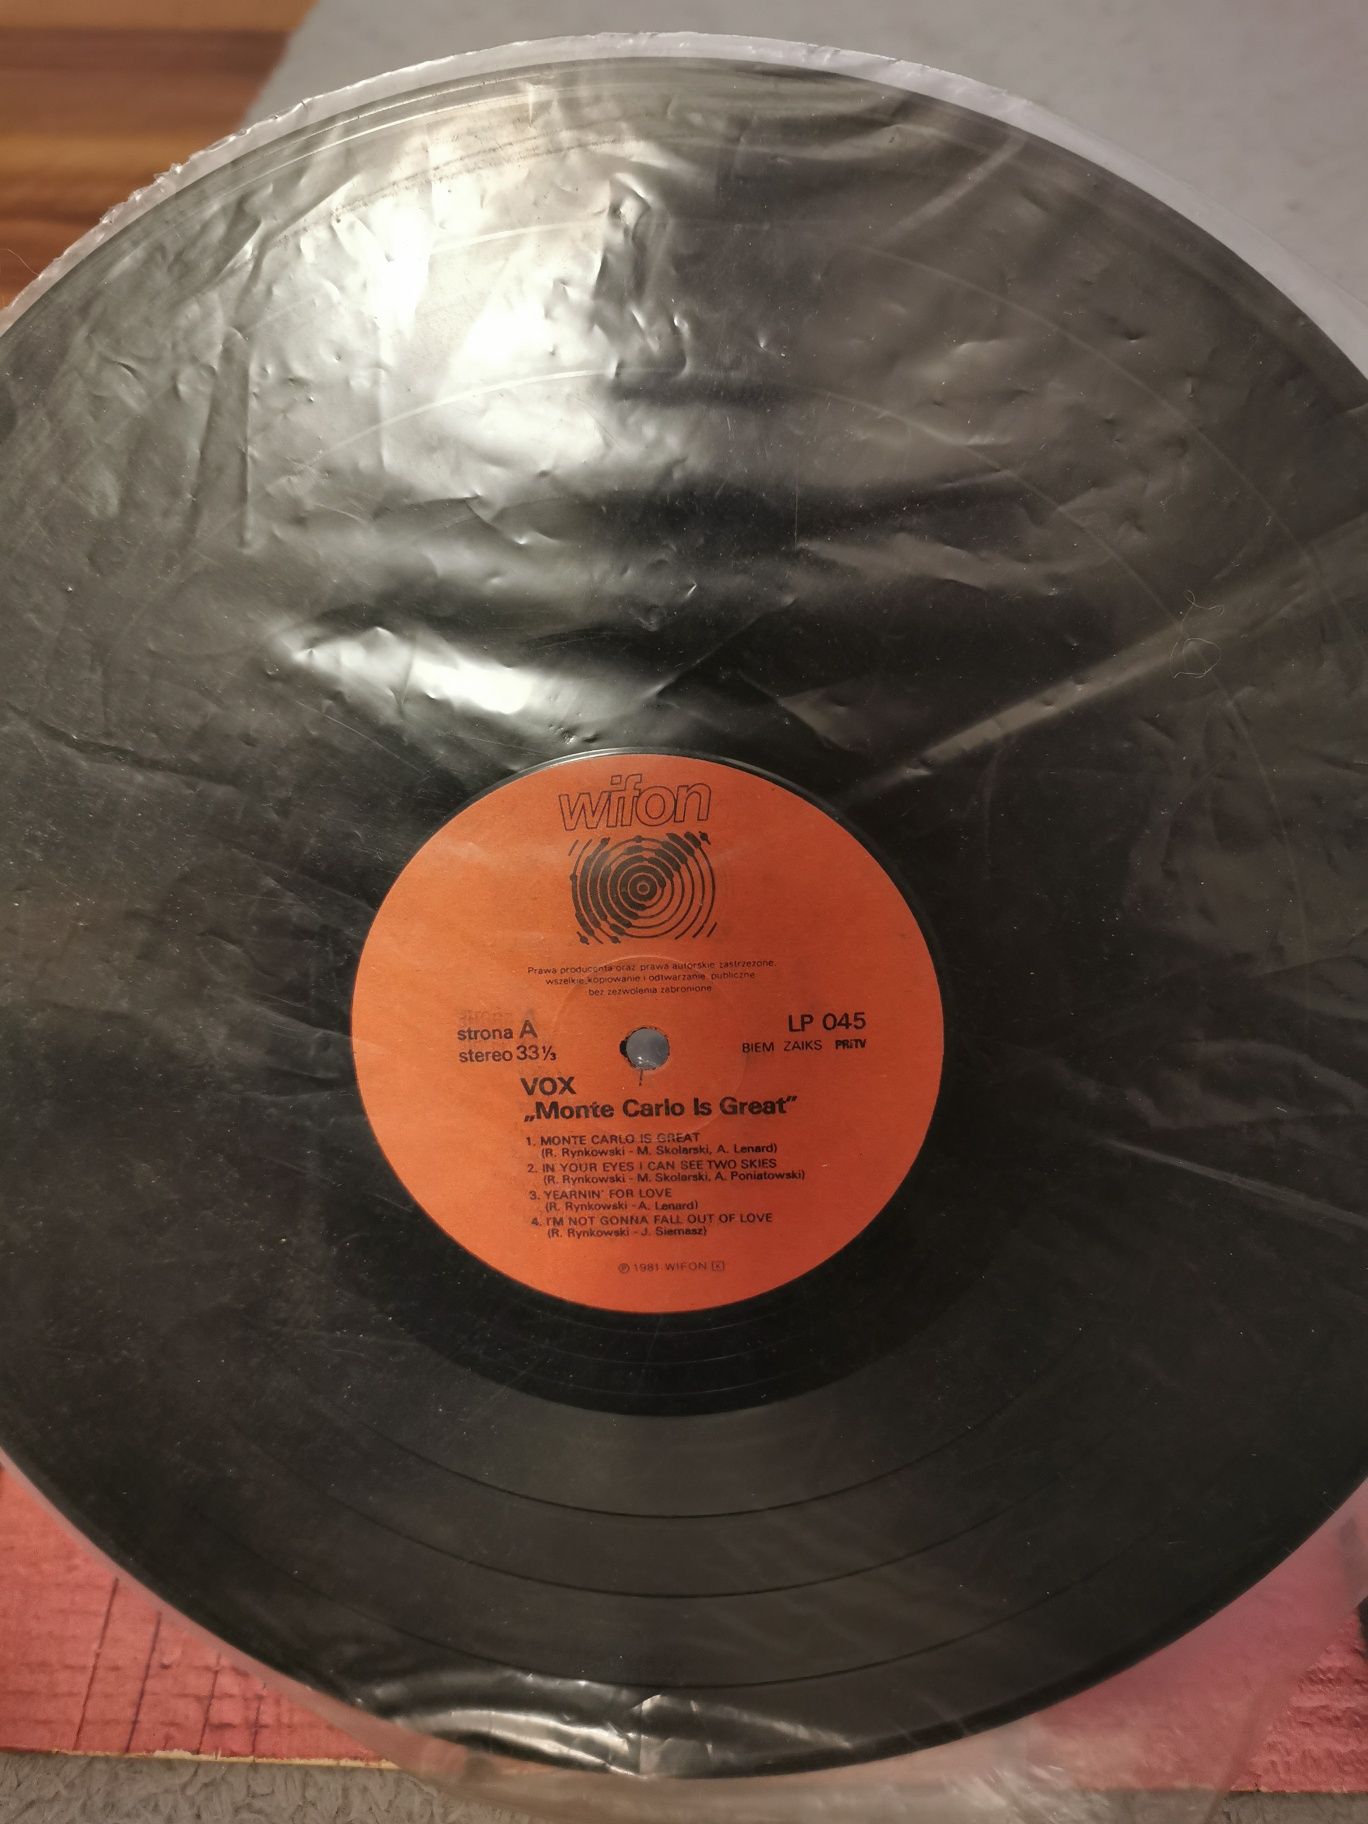 wifon
Prawa producenta oraz prawa autorskie zastrzeżone.
wszelkie kopiowanie i odtwarzanie publiczne
bez zezwolenia zabronione
strona A
stereo 33⅓
LP 045
BIEM ZAIKS PRiTV
VOX
„Monte Carlo Is Great”
1. MONTE CARLO IS GREAT
(R. Rynkowski - M. Skolarski, A. Lenard)
2. IN YOUR EYES I CAN SEE TWO SKIES
(R. Rynkowski - M. Skolarski, A. Poniatowski)
3. YEARNIN' FOR LOVE
(R. Rynkowski - A. Lenard)
4. I'M NOT GONNA FALL OUT OF LOVE
(R. Rynkowski - J. Siemasz)
℗ 1981 WIFON K